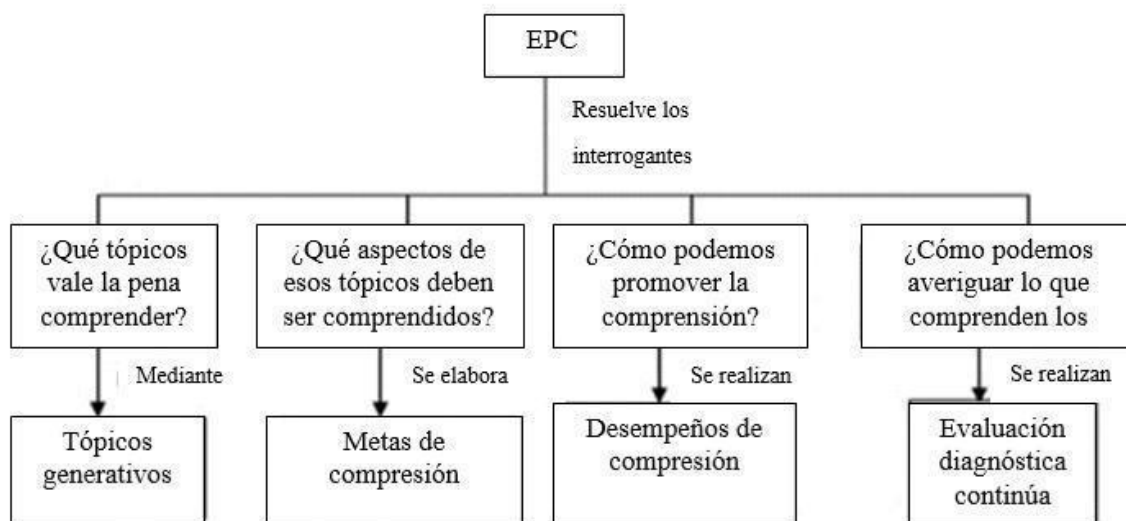 EPC
Resuelve los
interrogantes
¿Qué tópicos
vale la pena
comprender?
¿Qué aspectos de
esos tópicos deben
ser comprendidos?
¿Cómo podemos
promover la
comprensión?
¿Cómo podemos
averiguar lo que
comprenden los
Mediante
Se elabora
Se realizan
Se realizan
Tópicos
generativos
Metas de
compresión
Desempeños de
compresión
Evaluación
diagnóstica
continúa